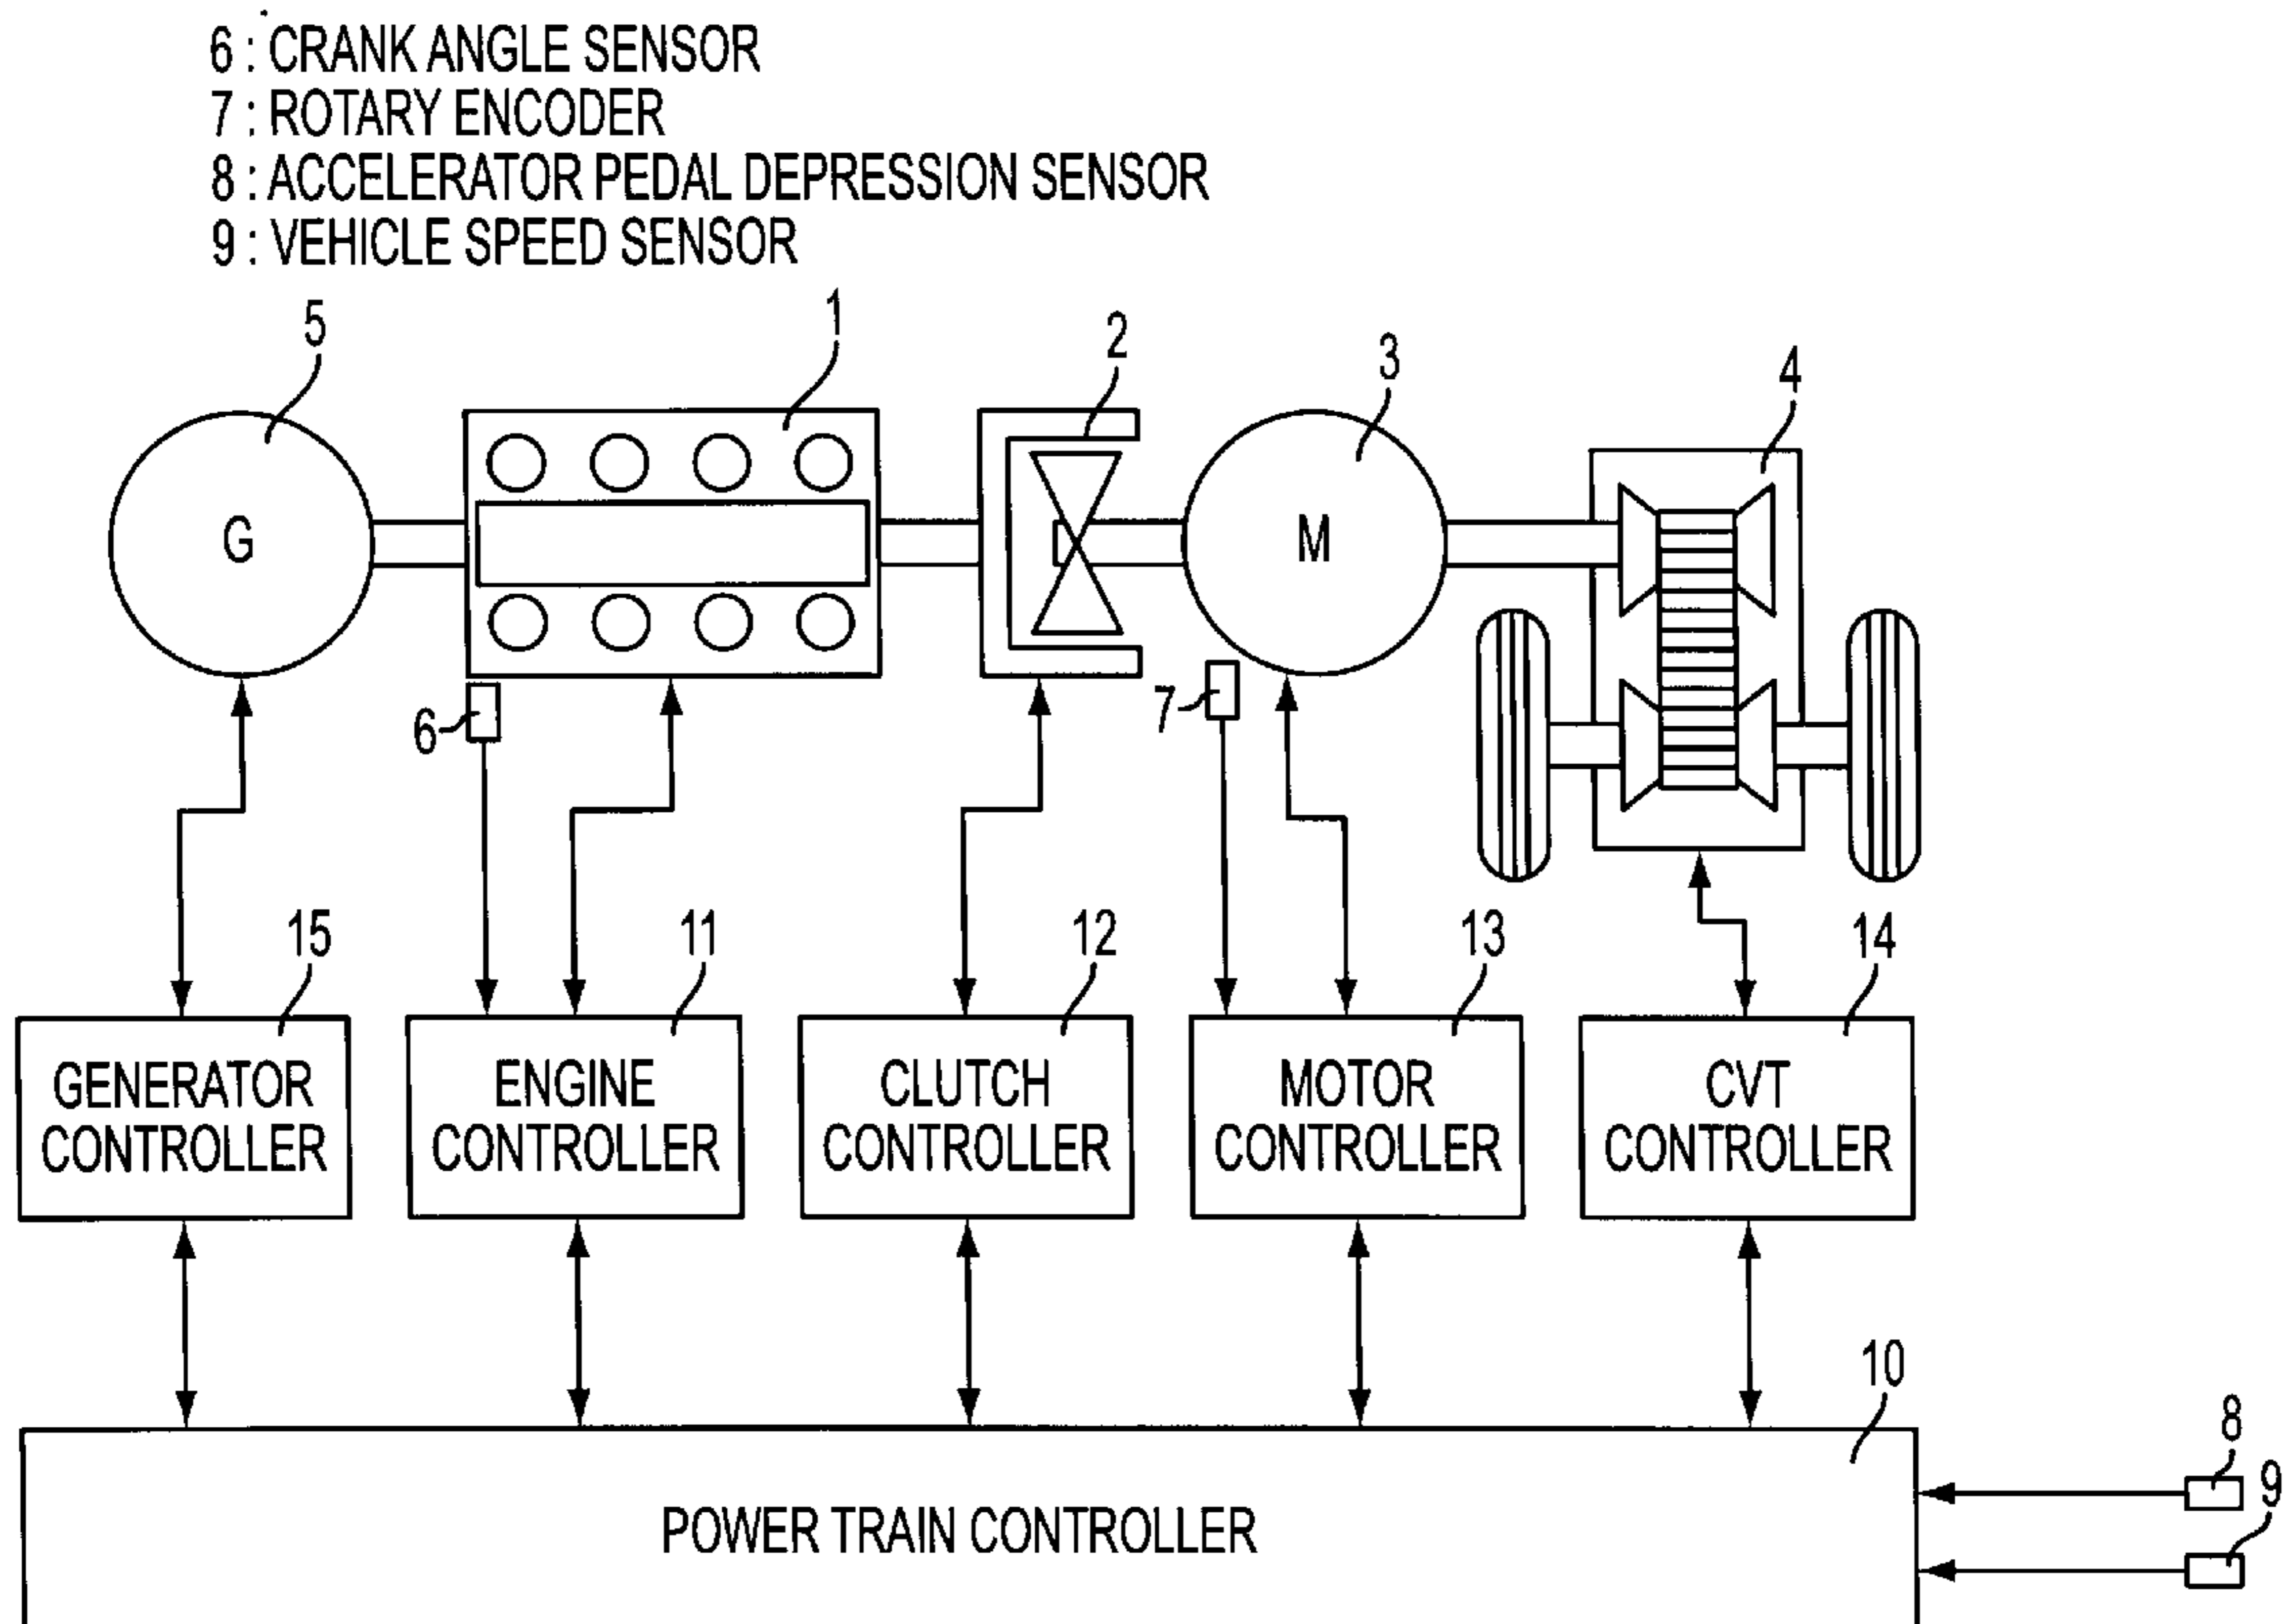 6 : CRANK ANGLE SENSOR
7 : ROTARY ENCODER
8 : ACCELERATOR PEDAL DEPRESSION SENSOR
9 : VEHICLE SPEED SENSOR
5
1
2
3
4
G
M
6
7
15
11
12
13
14
GENERATOR
CONTROLLER
ENGINE
CONTROLLER
CLUTCH
CONTROLLER
MOTOR
CONTROLLER
CVT
CONTROLLER
10
8
9
POWER TRAIN CONTROLLER